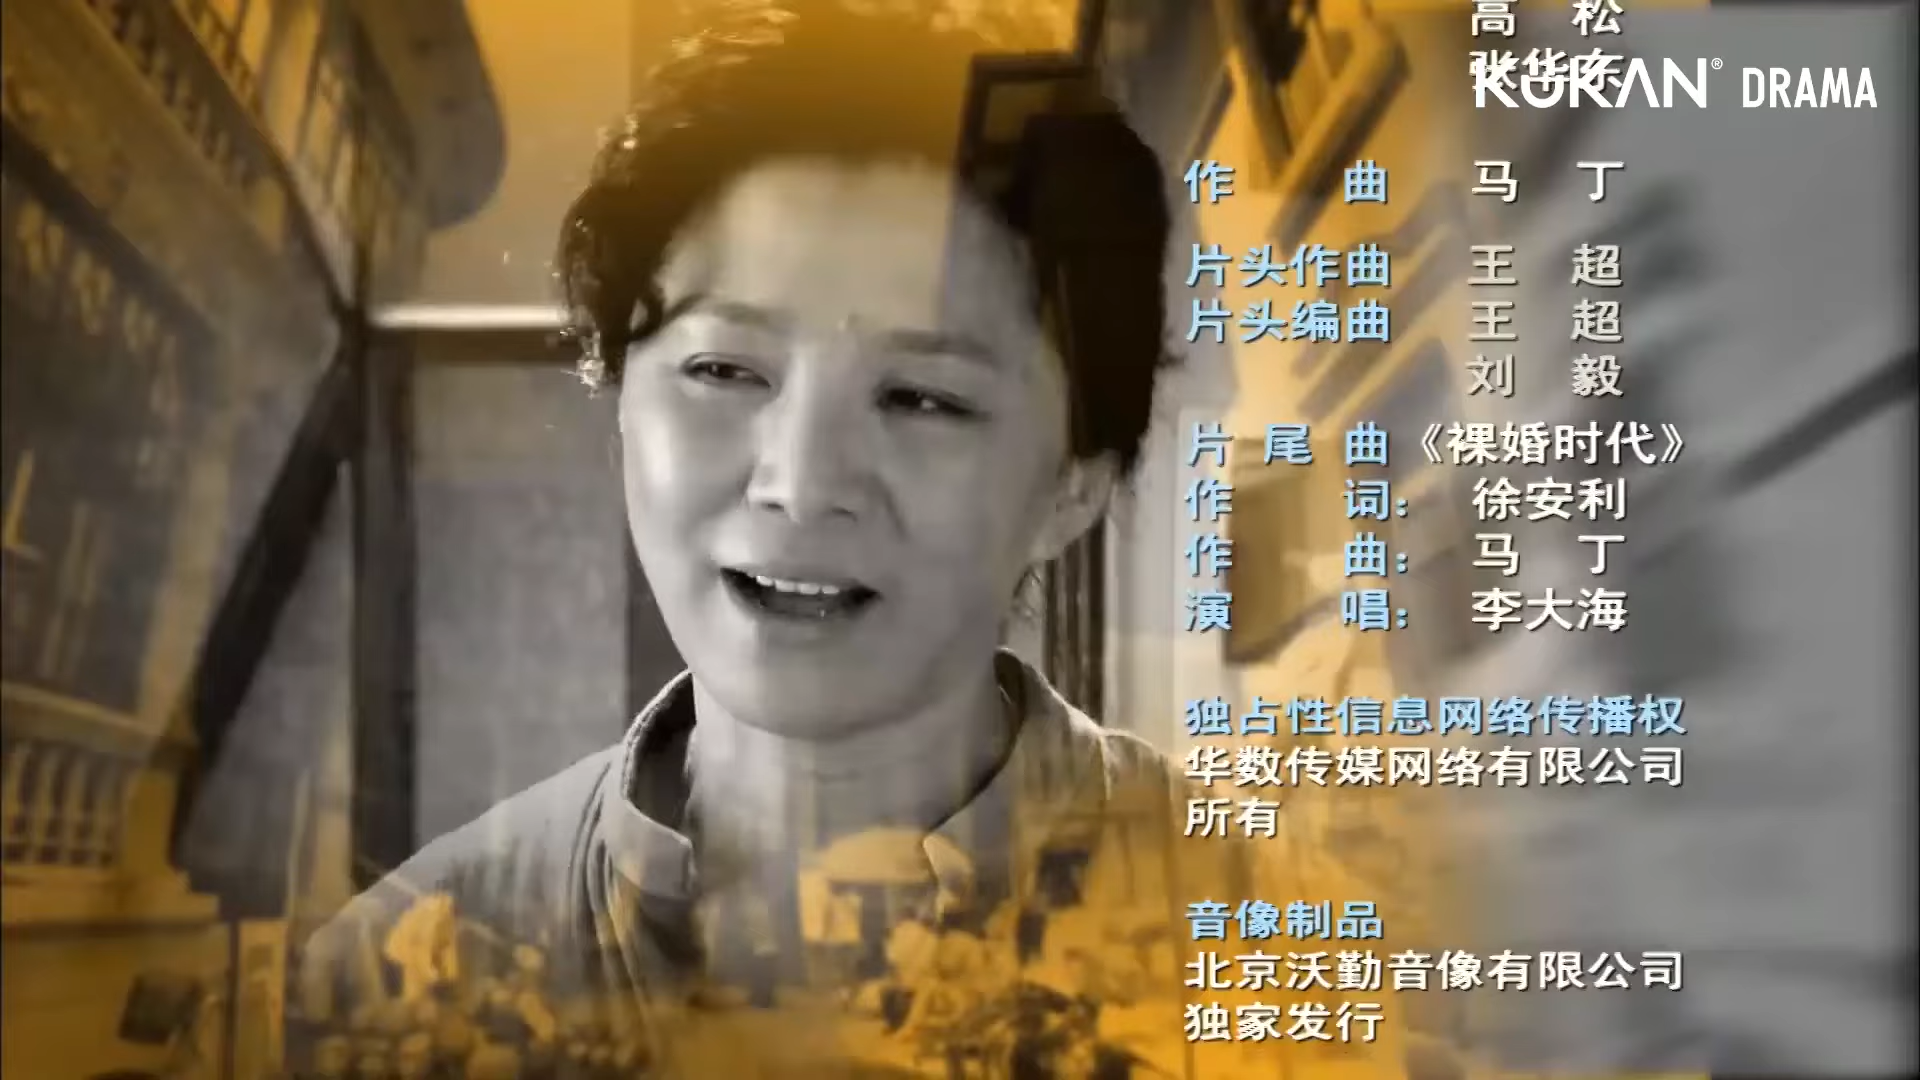 高 松
张华东
KUKAN® DRAMA
作 曲 马 丁
片头作曲 王 超
片头编曲 王 超
刘 毅
片 尾 曲《裸婚时代》
作 词： 徐安利
作 曲： 马 丁
演 唱： 李大海
独占性信息网络传播权
华数传媒网络有限公司
所有
音像制品
北京沃勤音像有限公司
独家发行